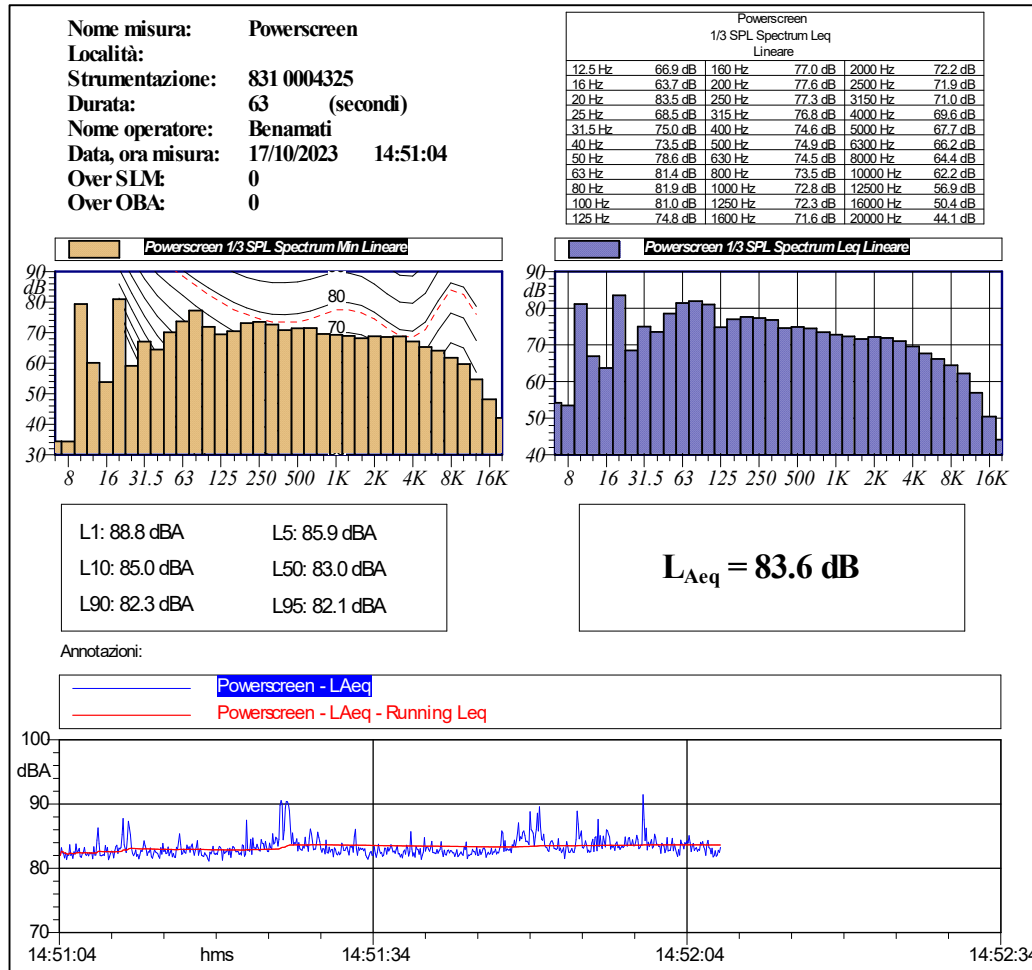 Nome misura: Powerscreen
Località:
Strumentazione: 831 0004325
Durata: 63 (secondi)
Nome operatore: Benamati
Data, ora misura: 17/10/2023 14:51:04
Over SLM: 0
Over OBA: 0
Powerscreen
1/3 SPL Spectrum Leq
Lineare
12.5 Hz 66.9 dB 160 Hz 77.0 dB 2000 Hz 72.2 dB
16 Hz 63.7 dB 200 Hz 77.6 dB 2500 Hz 71.9 dB
20 Hz 83.5 dB 250 Hz 77.3 dB 3150 Hz 71.0 dB
25 Hz 68.5 dB 315 Hz 76.8 dB 4000 Hz 69.6 dB
31.5 Hz 75.0 dB 400 Hz 74.6 dB 5000 Hz 67.7 dB
40 Hz 73.5 dB 500 Hz 74.9 dB 6300 Hz 66.2 dB
50 Hz 78.6 dB 630 Hz 74.5 dB 8000 Hz 64.4 dB
63 Hz 81.4 dB 800 Hz 73.5 dB 10000 Hz 62.2 dB
80 Hz 81.9 dB 1000 Hz 72.8 dB 12500 Hz 56.9 dB
100 Hz 81.0 dB 1250 Hz 72.3 dB 16000 Hz 50.4 dB
125 Hz 74.8 dB 1600 Hz 71.6 dB 20000 Hz 44.1 dB
Powerscreen 1/3 SPL Spectrum Min Lineare
90
dB
80
70
60
50
40
30
80
70
8 16 31.5 63 125 250 500 1K 2K 4K 8K 16K
Powerscreen 1/3 SPL Spectrum Leq Lineare
90
dB
80
70
60
50
40
8 16 31.5 63 125 250 500 1K 2K 4K 8K 16K
L1: 88.8 dBA L5: 85.9 dBA
L10: 85.0 dBA L50: 83.0 dBA
L90: 82.3 dBA L95: 82.1 dBA
LAeq = 83.6 dB
Annotazioni:
Powerscreen - LAeq
Powerscreen - LAeq - Running Leq
100
dBA
90
80
70
14:51:04 hms 14:51:34 14:52:04 14:52:34